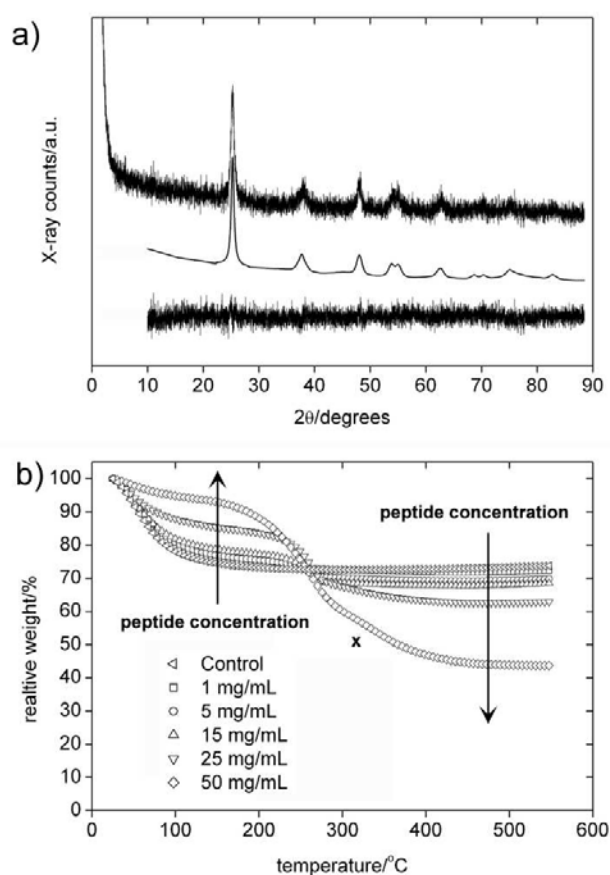 a)
X-ray counts/a.u.
0 10 20 30 40 50 60 70 80 90
2θ/degrees
b)
100
90
80
70
60
50
40
30
20
10
0
realtive weight/%
peptide concentration
peptide concentration
x
Control
1 mg/mL
5 mg/mL
15 mg/mL
25 mg/mL
50 mg/mL
0 100 200 300 400 500 600
temperature/°C